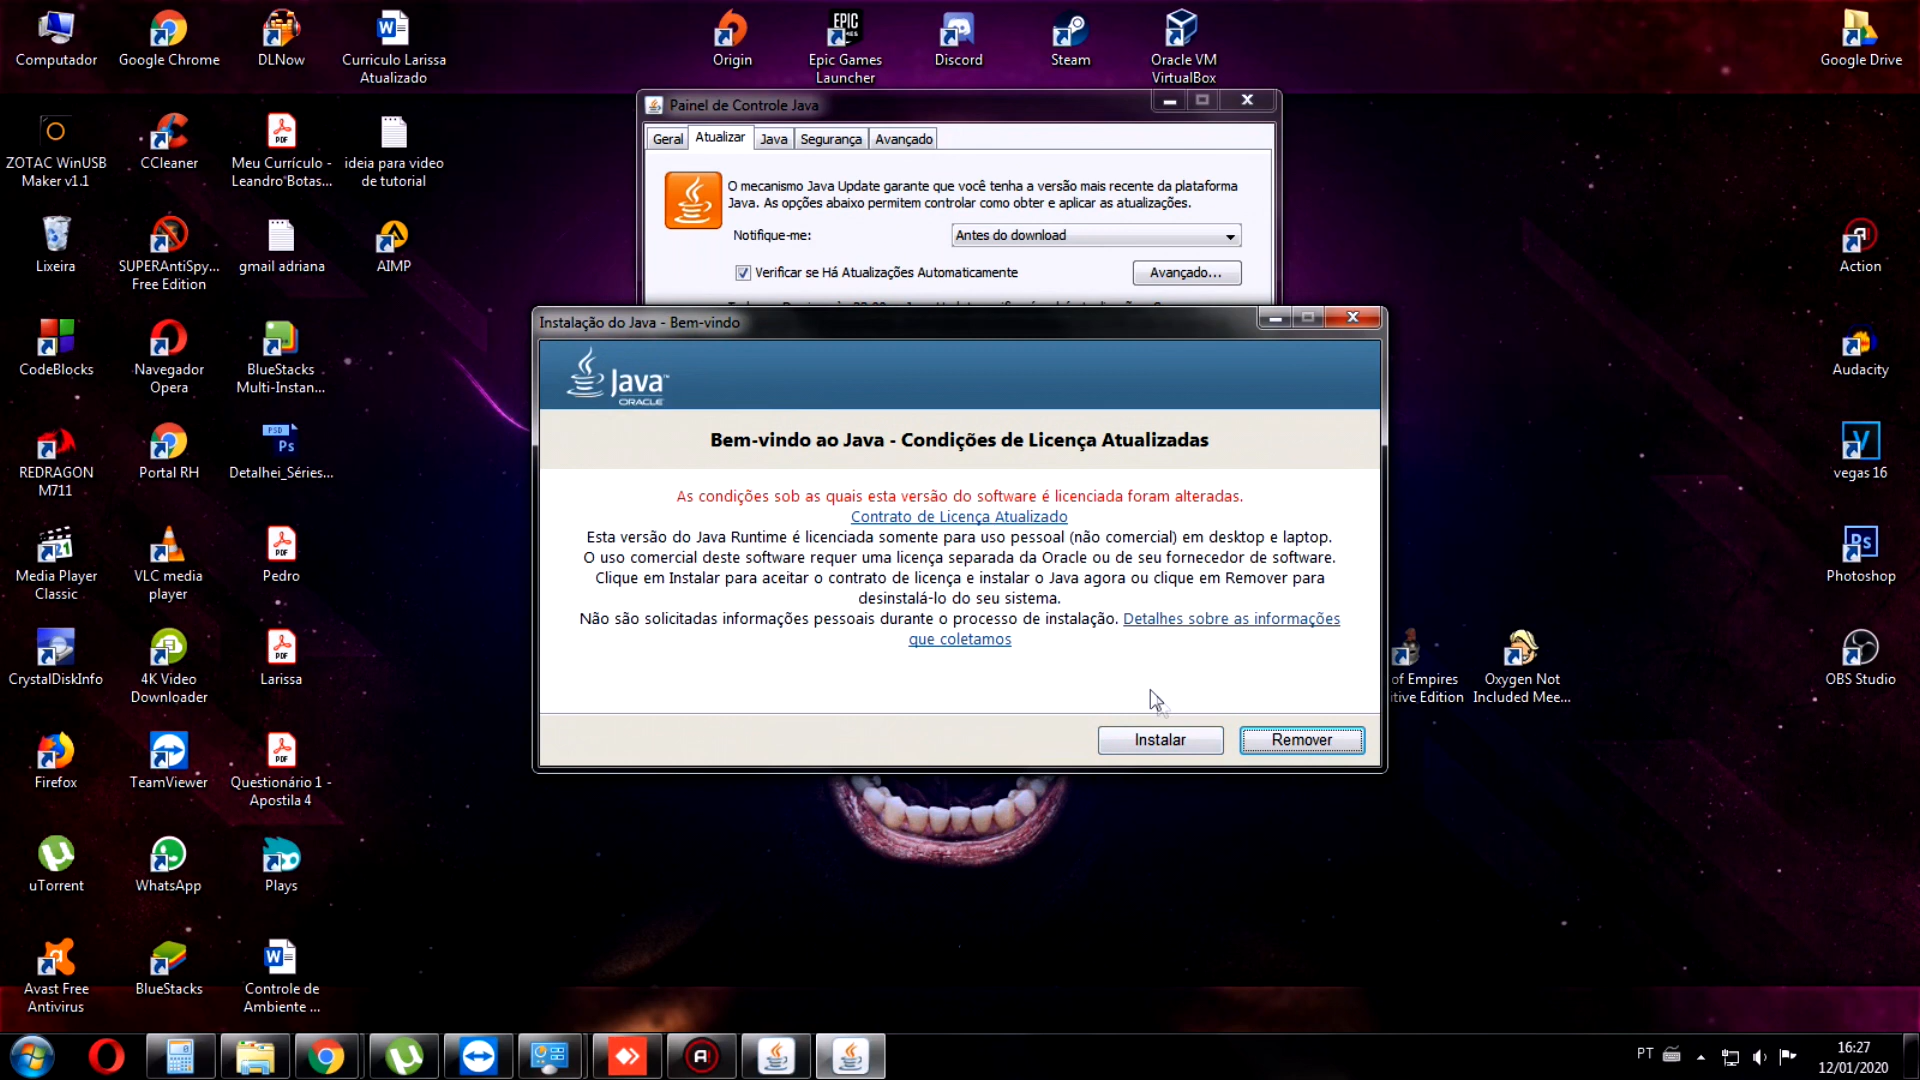 Computador
Google Chrome
DLNow
Curriculo Larissa
Atualizado
Origin
EPIC
GAMES
Epic Games
Launcher
Discord
Steam
Oracle VM
VirtualBox
Google Drive
ZOTAC WinUSB
Maker v1.1
CCleaner
PDF
Meu Currículo -
Leandro Botas...
ideia para video
de tutorial
Lixeira
SUPERAntiSpy...
Free Edition
gmail adriana
AIMP
CodeBlocks
Navegador
Opera
BlueStacks
Multi-Instan...
REDRAGON
M711
Portal RH
PSD
Ps
Detalhei_Séries...
Media Player
Classic
VLC media
player
PDF
Pedro
CrystalDiskInfo
4K Video
Downloader
PDF
Larissa
Firefox
TeamViewer
PDF
Questionário 1 -
Apostila 4
uTorrent
WhatsApp
Plays
Avast Free
Antivirus
BlueStacks
Controle de
Ambiente ...
Painel de Controle Java
Geral
Atualizar
Java
Segurança
Avançado
O mecanismo Java Update garante que você tenha a versão mais recente da plataforma
Java. As opções abaixo permitem controlar como obter e aplicar as atualizações.
Notifique-me:
Antes do download
Verificar se Há Atualizações Automaticamente
Avançado...
Instalação do Java - Bem-vindo
Java™
ORACLE
Bem-vindo ao Java - Condições de Licença Atualizadas
As condições sob as quais esta versão do software é licenciada foram alteradas.
Contrato de Licença Atualizado
Esta versão do Java Runtime é licenciada somente para uso pessoal (não comercial) em desktop e laptop.
O uso comercial deste software requer uma licença separada da Oracle ou de seu fornecedor de software.
Clique em Instalar para aceitar o contrato de licença e instalar o Java agora ou clique em Remover para
desinstalá-lo do seu sistema.
Não são solicitadas informações pessoais durante o processo de instalação. Detalhes sobre as informações
que coletamos
Instalar
Remover
of Empires
itive Edition
Oxygen Not
Included Mee...
Action
Audacity
V
vegas 16
Ps
Photoshop
OBS Studio
PT
16:27
12/01/2020